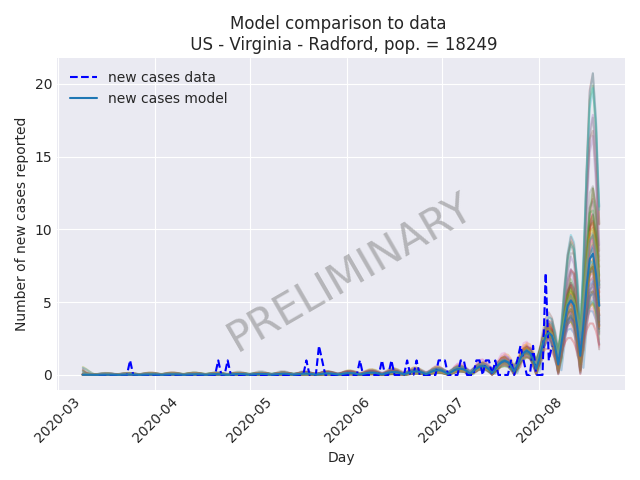 Model comparison to data
US - Virginia - Radford, pop. = 18249
new cases data
new cases model
Number of new cases reported
20
15
10
5
0
PRELIMINARY
2020-03
2020-04
2020-05
2020-06
2020-07
2020-08
Day